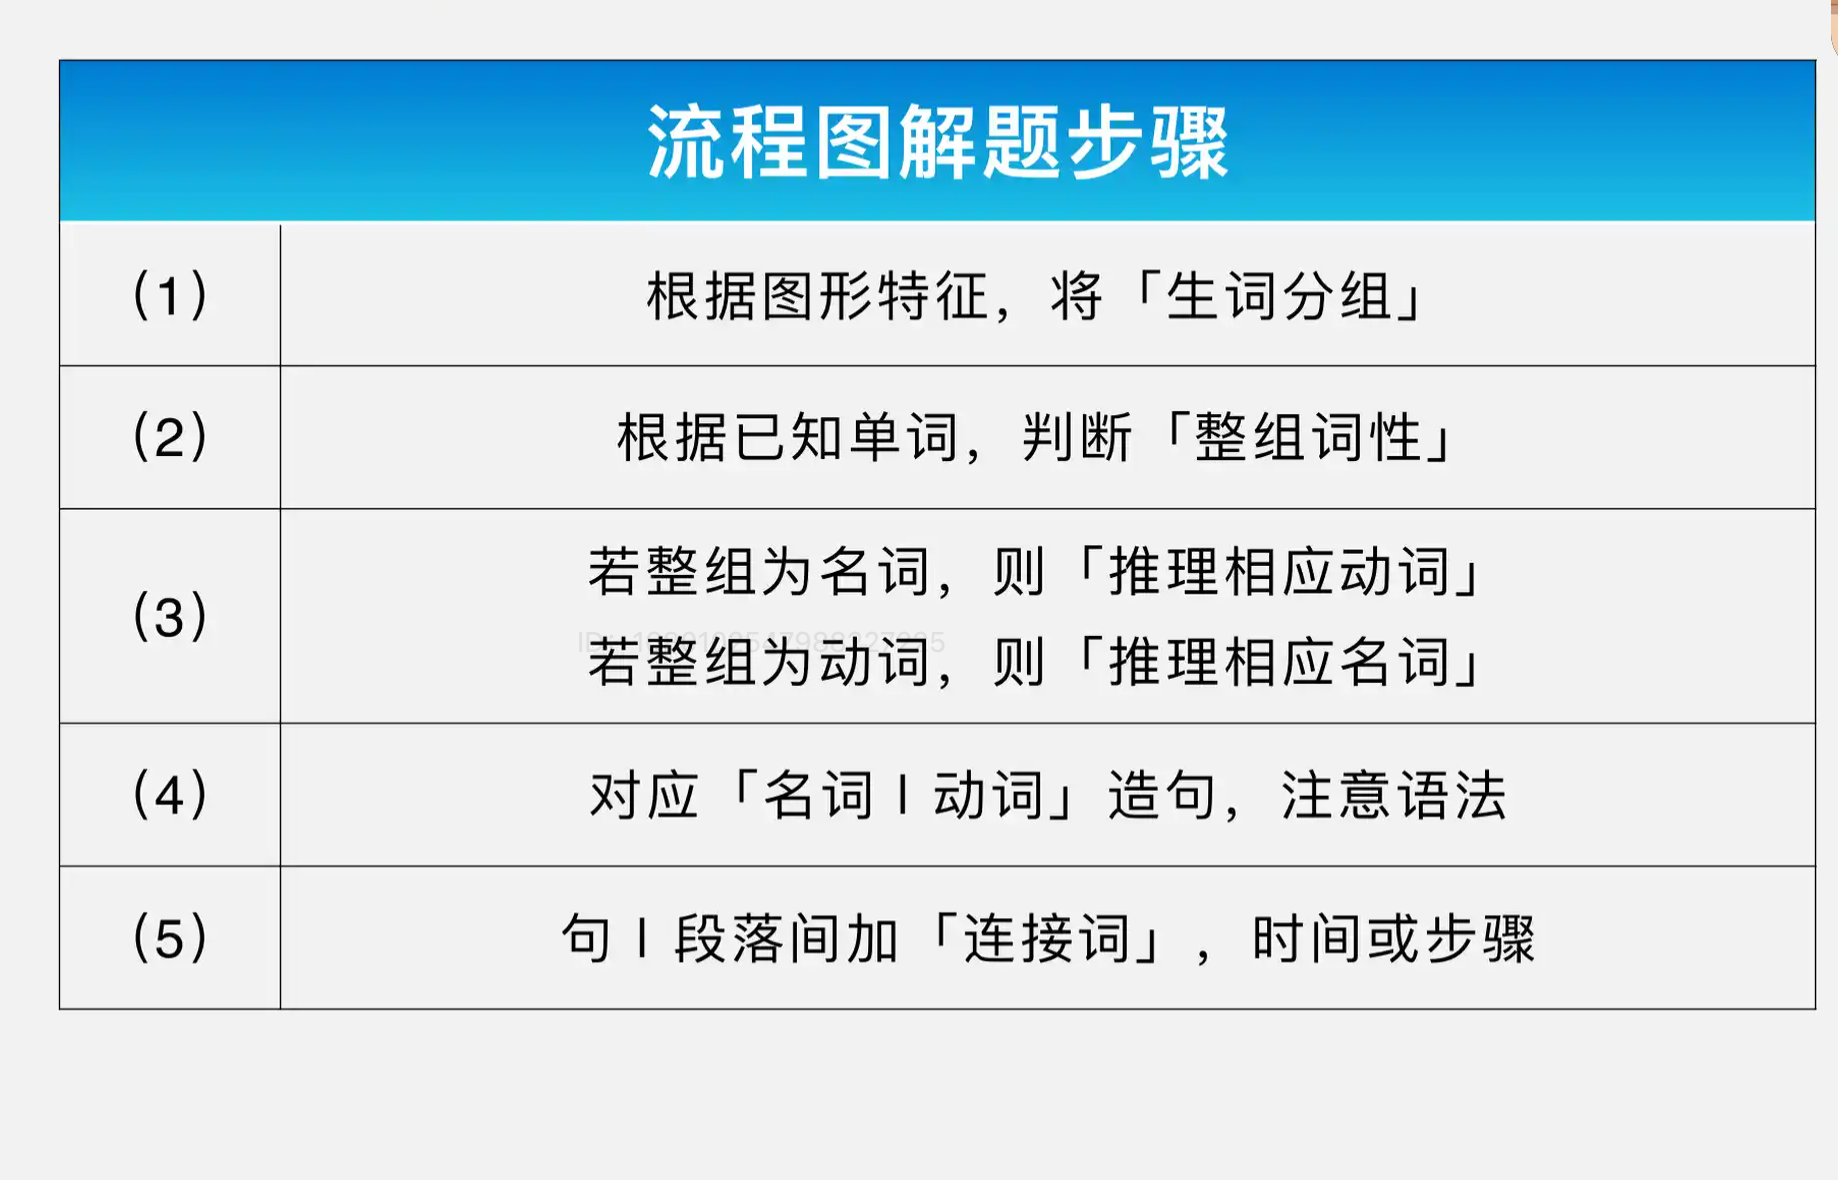 流程图解题步骤
（1）
根据图形特征，将「生词分组」
（2）
根据已知单词，判断「整组词性」
（3）
若整组为名词，则「推理相应动词」
若整组为动词，则「推理相应名词」
（4）
对应「名词 I 动词」造句，注意语法
（5）
句 I 段落间加「连接词」，时间或步骤